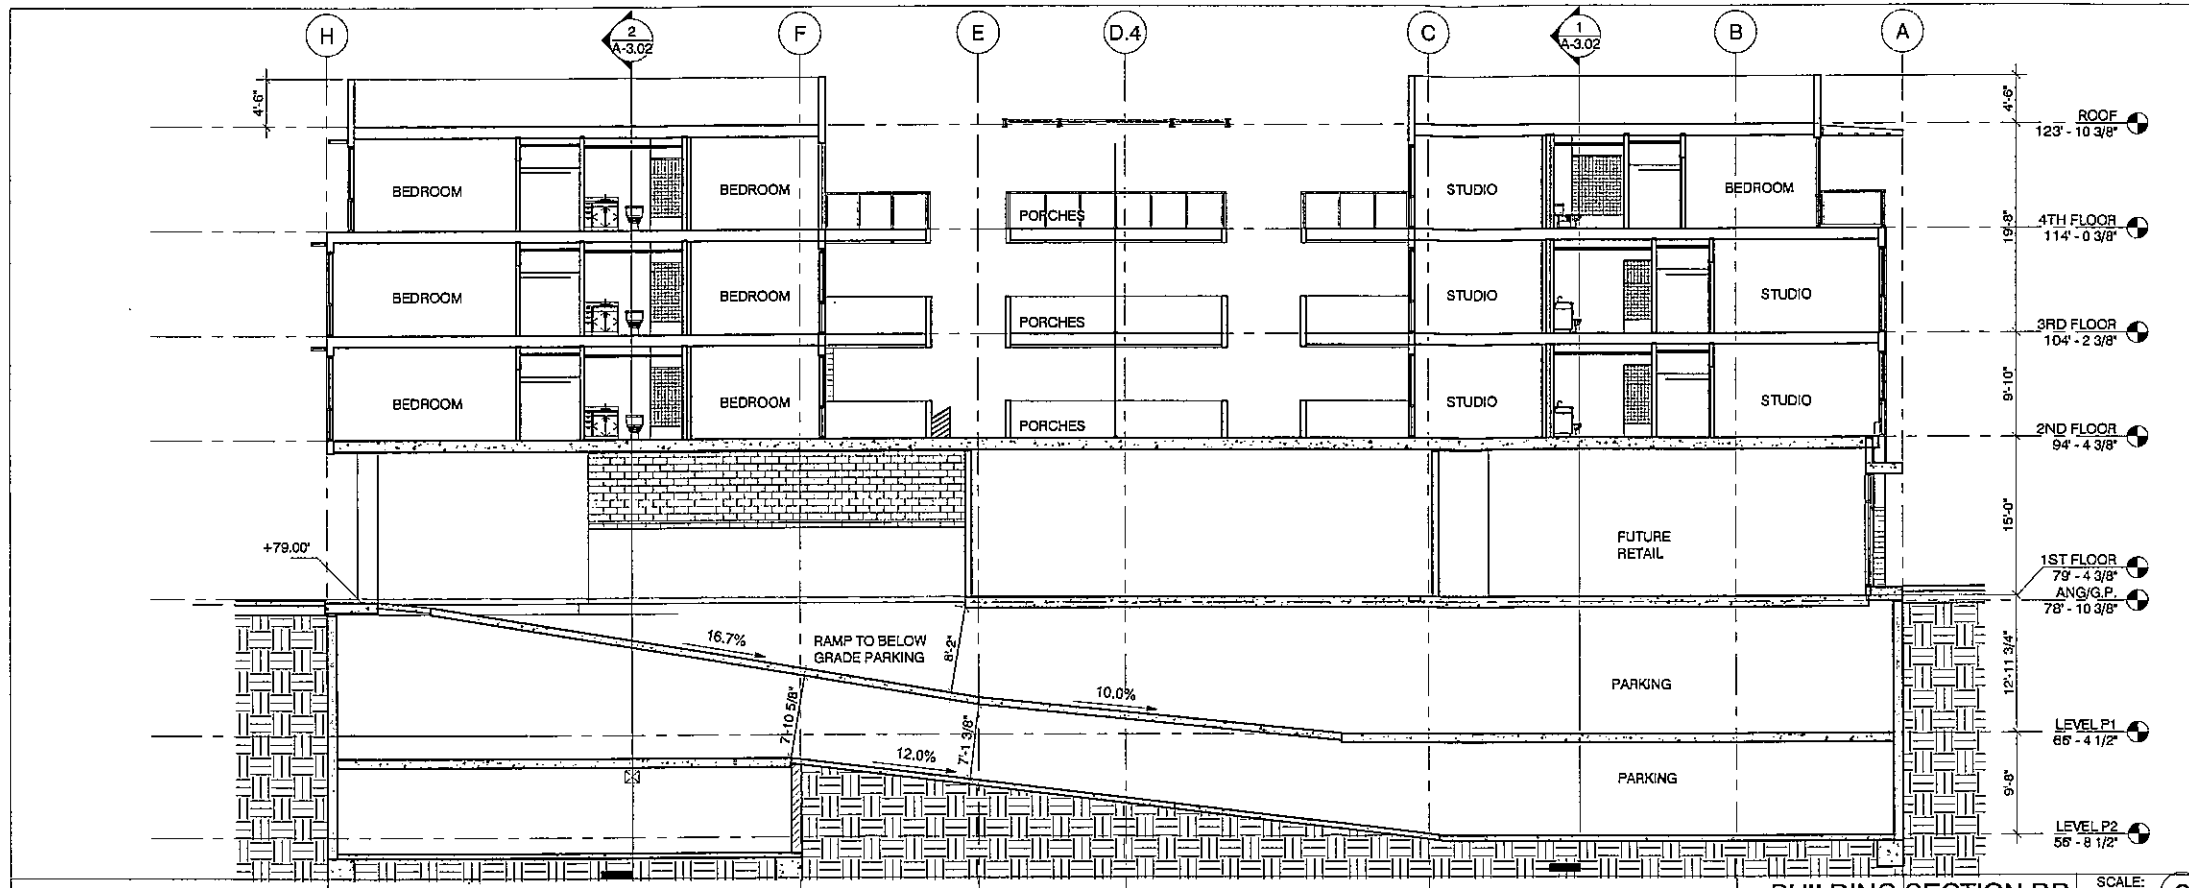 H
2
A-3.02
F
E
D.4
C
1
A-3.02
B
A
4'-6"
4'-6"
ROOF
123' - 10 3/8"
BEDROOM
BEDROOM
PORCHES
STUDIO
BEDROOM
19'-8"
4TH FLOOR
114' - 0 3/8"
BEDROOM
BEDROOM
PORCHES
STUDIO
STUDIO
3RD FLOOR
104' - 2 3/8"
BEDROOM
BEDROOM
PORCHES
STUDIO
STUDIO
9'-10"
2ND FLOOR
94' - 4 3/8"
+79.00'
FUTURE
RETAIL
15'-0"
1ST FLOOR
79' - 4 3/8"
ANG/G.P.
78' - 10 3/8"
16.7%
RAMP TO BELOW
GRADE PARKING
8'-2"
10.0%
PARKING
12'-11 3/4"
7'-10 5/8"
7'-1 3/8"
LEVEL P1
66' - 4 1/2"
12.0%
PARKING
9'-8"
LEVEL P2
56' - 8 1/2"
BUILDING SECTION BB
SCALE: